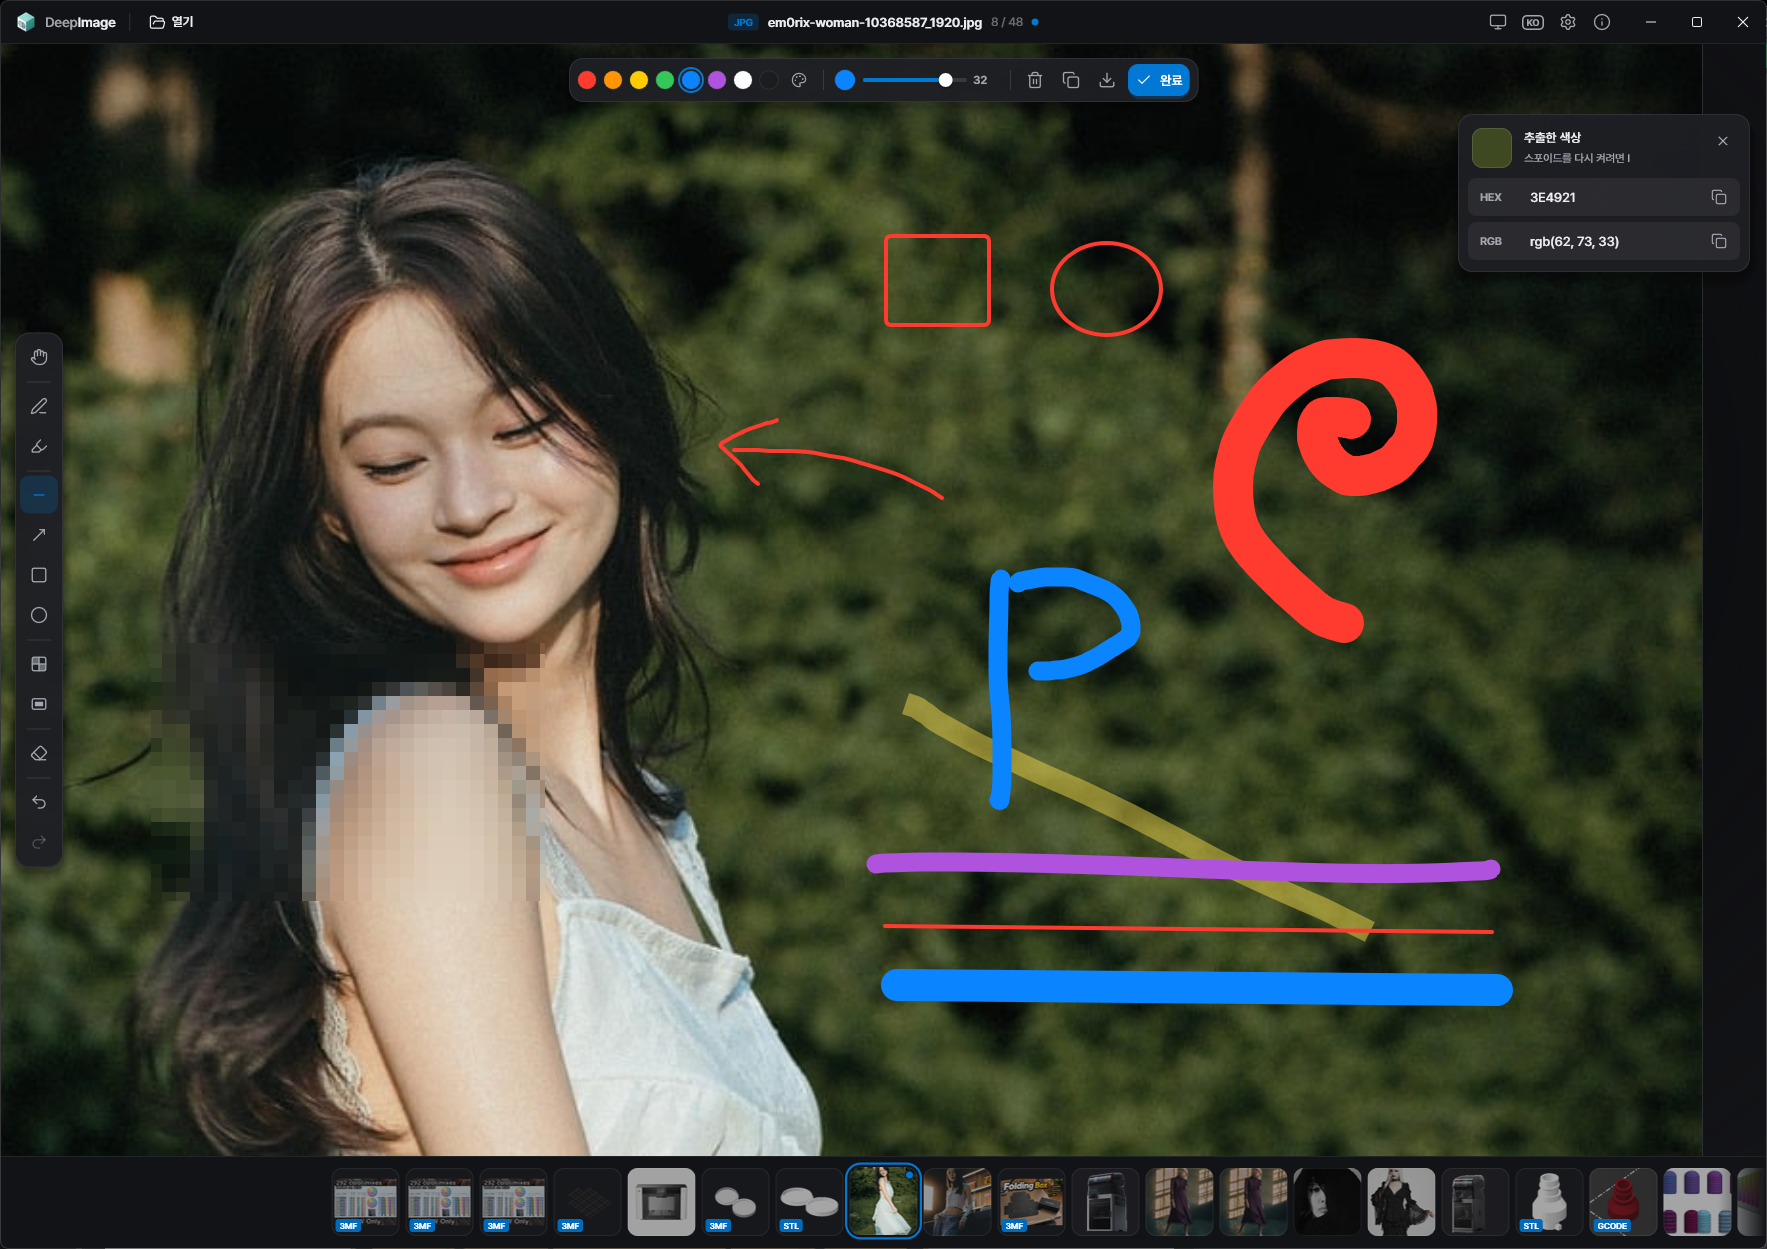 DeepImage
열기
JPG em0rix-woman-10368587_1920.jpg 8 / 48
KO
32
완료
추출한 색상
스포이드를 다시 켜려면 I
HEX 3E4921
RGB rgb(62, 73, 33)
P
3MF
3MF
3MF
3MF
3MF
STL
Folding Box
3MF
STL
GCODE